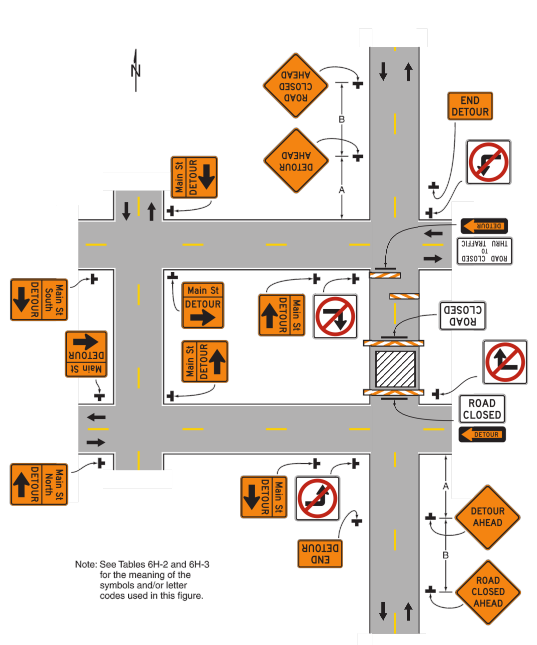 N
ROAD
CLOSED
AHEAD
B
DETOUR
AHEAD
A
END
DETOUR
Main St
DETOUR
DETOUR
ROAD CLOSED
TO
THRU TRAFFIC
Main St
South
DETOUR
Main St
DETOUR
Main St
DETOUR
ROAD
CLOSED
Main St
DETOUR
Main St
DETOUR
ROAD
CLOSED
DETOUR
Main St
North
DETOUR
Main St
DETOUR
A
DETOUR
AHEAD
END
DETOUR
B
ROAD
CLOSED
AHEAD
Note: See Tables 6H-2 and 6H-3
for the meaning of the
symbols and/or letter
codes used in this figure.